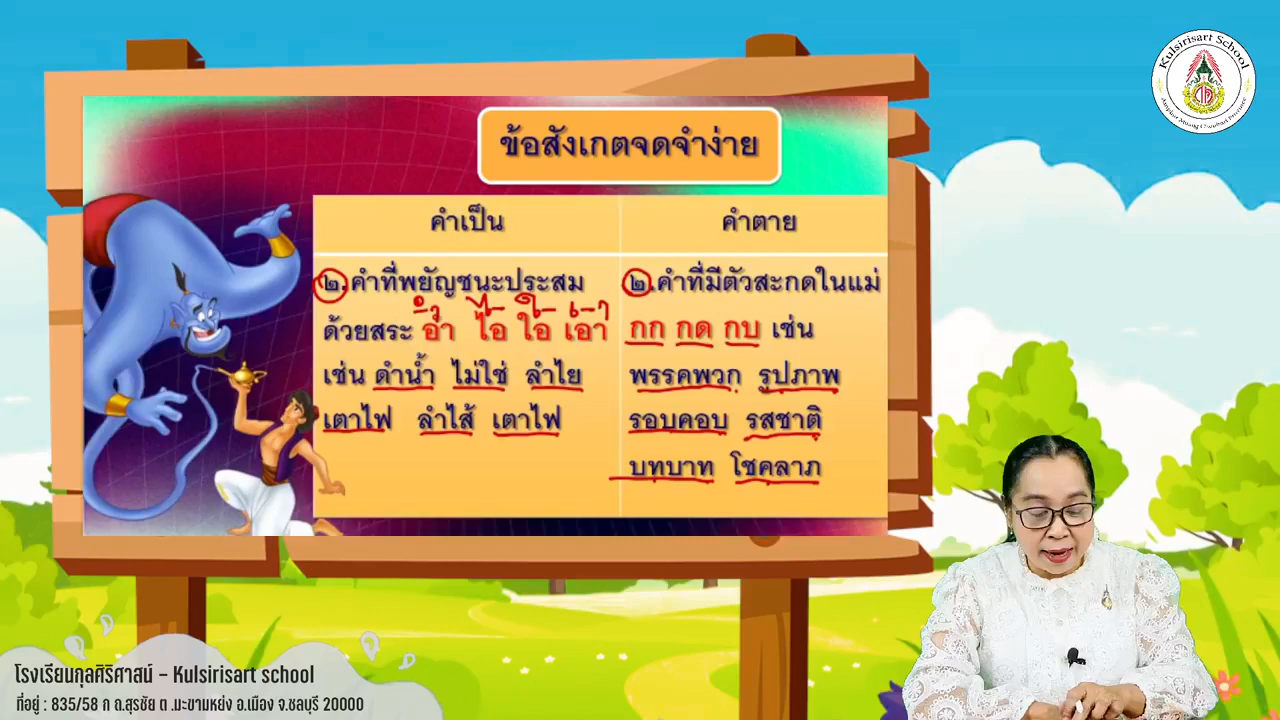 Kulsirisart School
ข้อสังเกตจดจำง่าย
คำเป็น
๒.คำที่พยัญชนะประสม
ด้วยสระ อำ ไอ ใอ เอา
เช่น ดำน้ำ ไม่ใช่ ลำไย
เตาไฟ ลำไส้ เตาไฟ
คำตาย
๒.คำที่มีตัวสะกดในแม่
กก กด กบ เช่น
พรรคพวก รูปภาพ
รอบคอบ รสชาติ
บทบาท โชคลาภ
โรงเรียนกุลศิริศาสน์ - Kulsirisart school
ที่อยู่ : 835/58 ก ถ.สุรชัย ต .มะขามหย่ง อ.เมือง จ.ชลบุรี 20000